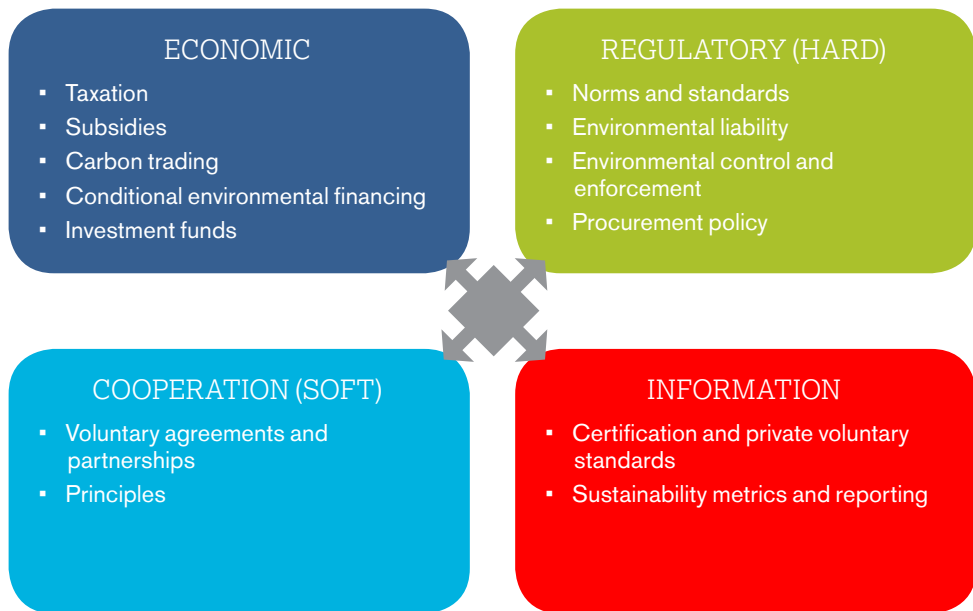 ECONOMIC
▪ Taxation
▪ Subsidies
▪ Carbon trading
▪ Conditional environmental financing
▪ Investment funds
REGULATORY (HARD)
▪ Norms and standards
▪ Environmental liability
▪ Environmental control and
enforcement
▪ Procurement policy
COOPERATION (SOFT)
▪ Voluntary agreements and
partnerships
▪ Principles
INFORMATION
▪ Certification and private voluntary
standards
▪ Sustainability metrics and reporting